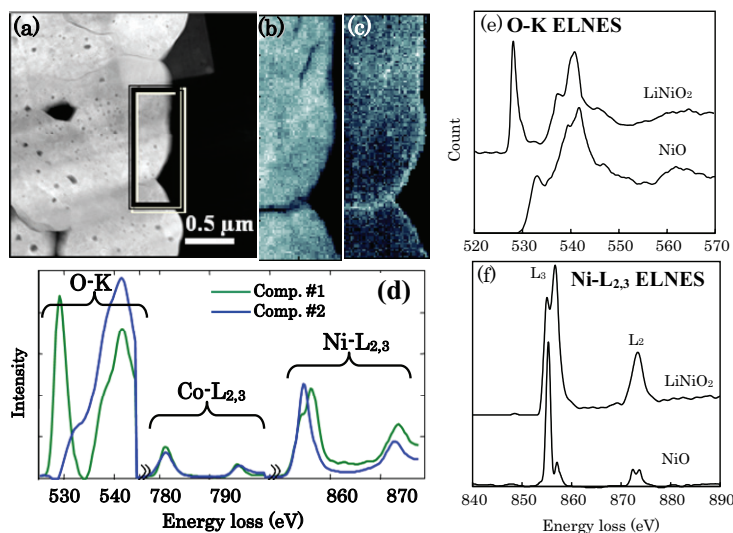 (a)
0.5 μm
(b)
(c)
(d)
O-K
Comp. #1
Comp. #2
Ni-L2,3
Co-L2,3
Intensity
530 540 780 790 860 870
Energy loss (eV)
(e) O-K ELNES
LiNiO2
NiO
Count
520 530 540 550 560 570
(f) L3 Ni-L2,3 ELNES
L2
LiNiO2
NiO
840 850 860 870 880 890
Energy loss (eV)